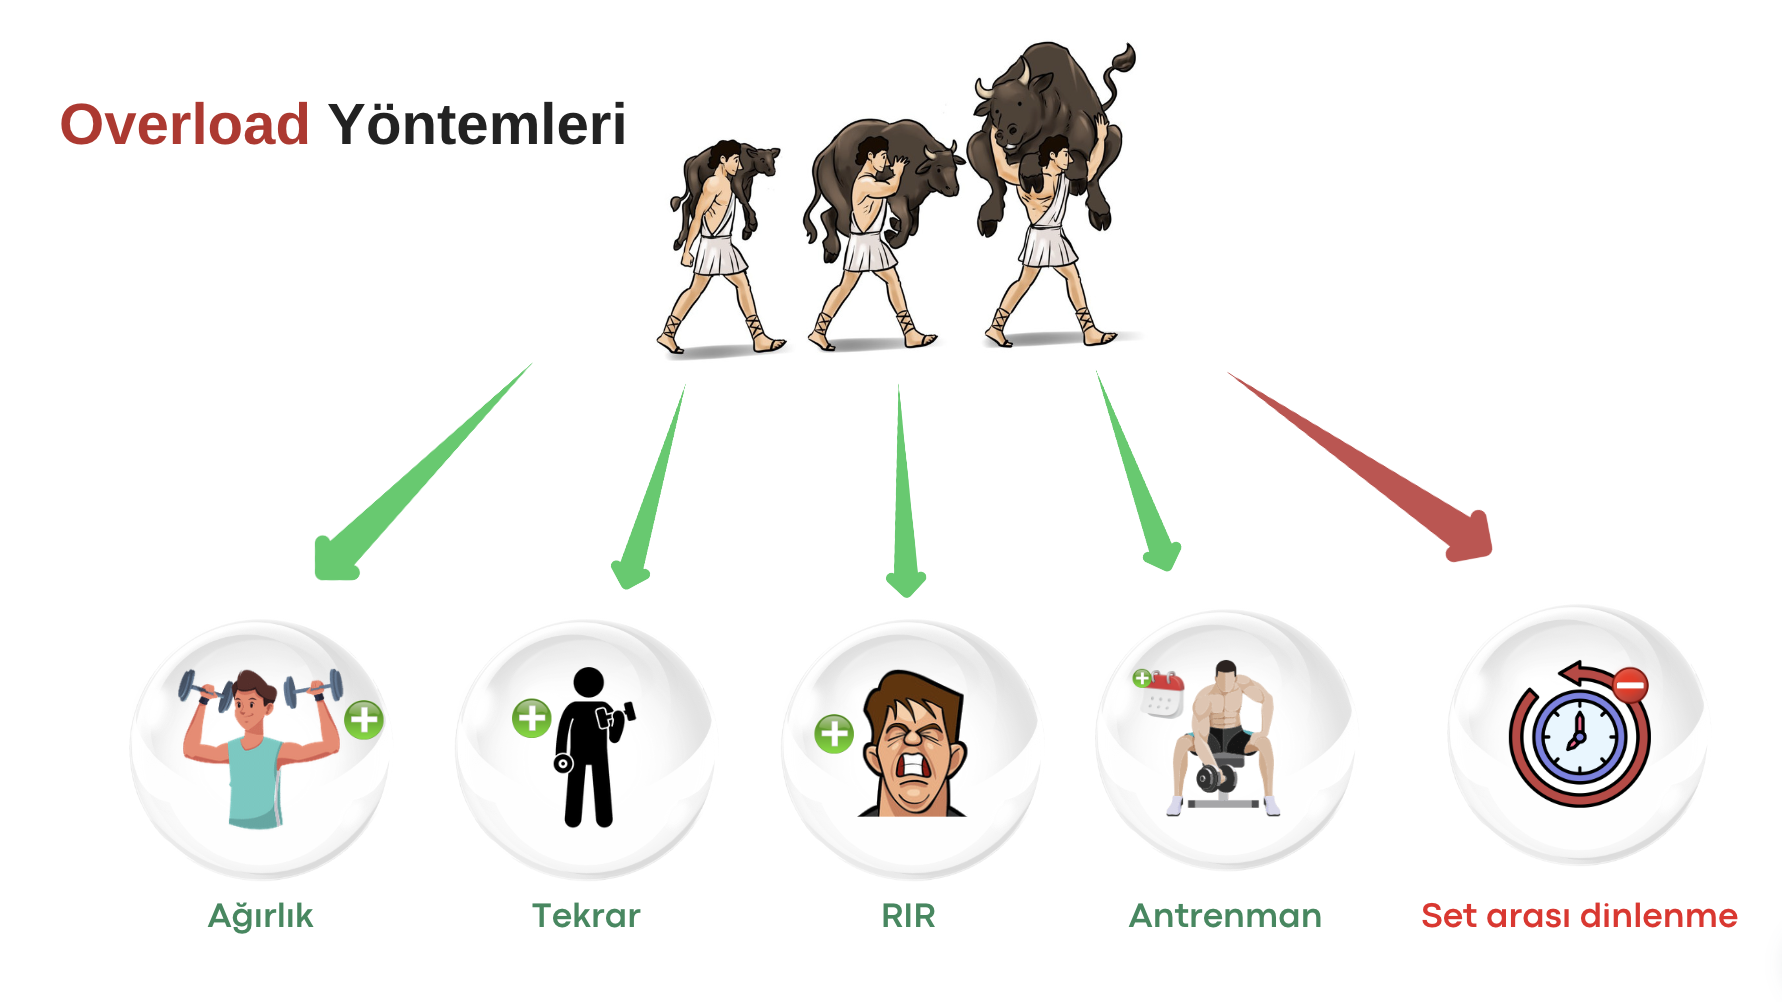 Overload Yöntemleri
Ağırlık
Tekrar
RIR
Antrenman
Set arası dinlenme